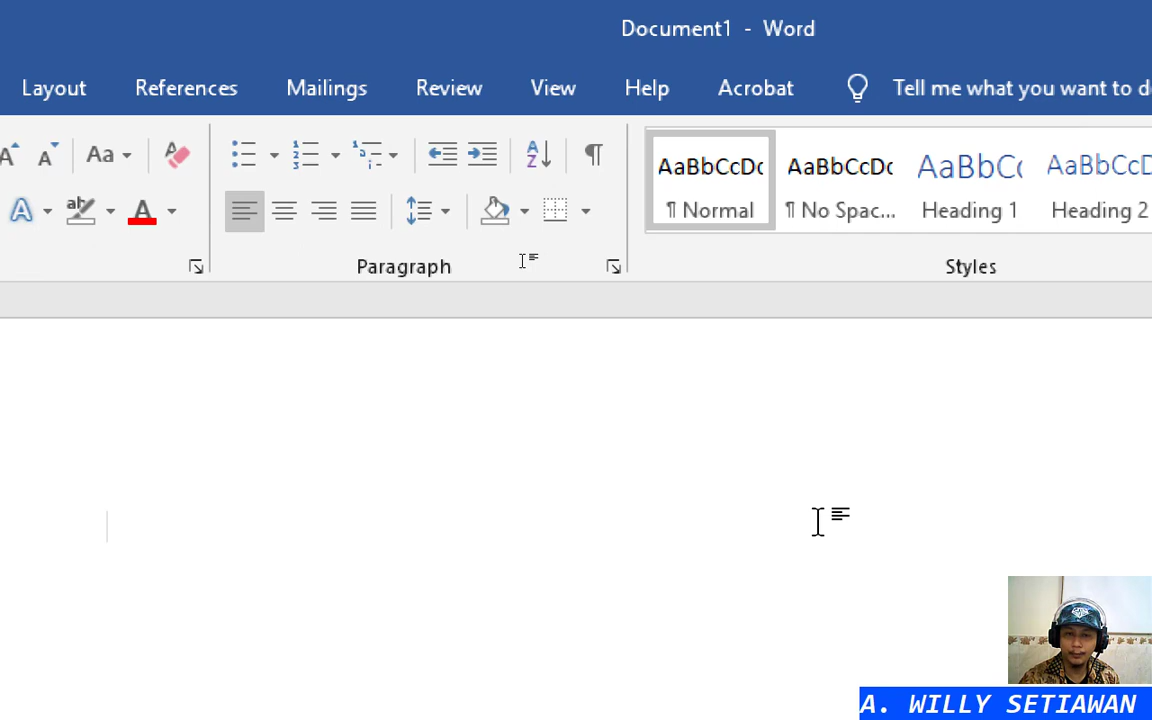 Document1 - Word
Layout References Mailings Review View Help Acrobat Tell me what you want to d
Aa
AaBbCcDc AaBbCcDc AaBbCc AaBbCcD
¶ Normal ¶ No Spac... Heading 1 Heading 2
Paragraph Styles
A. WILLY SETIAWAN